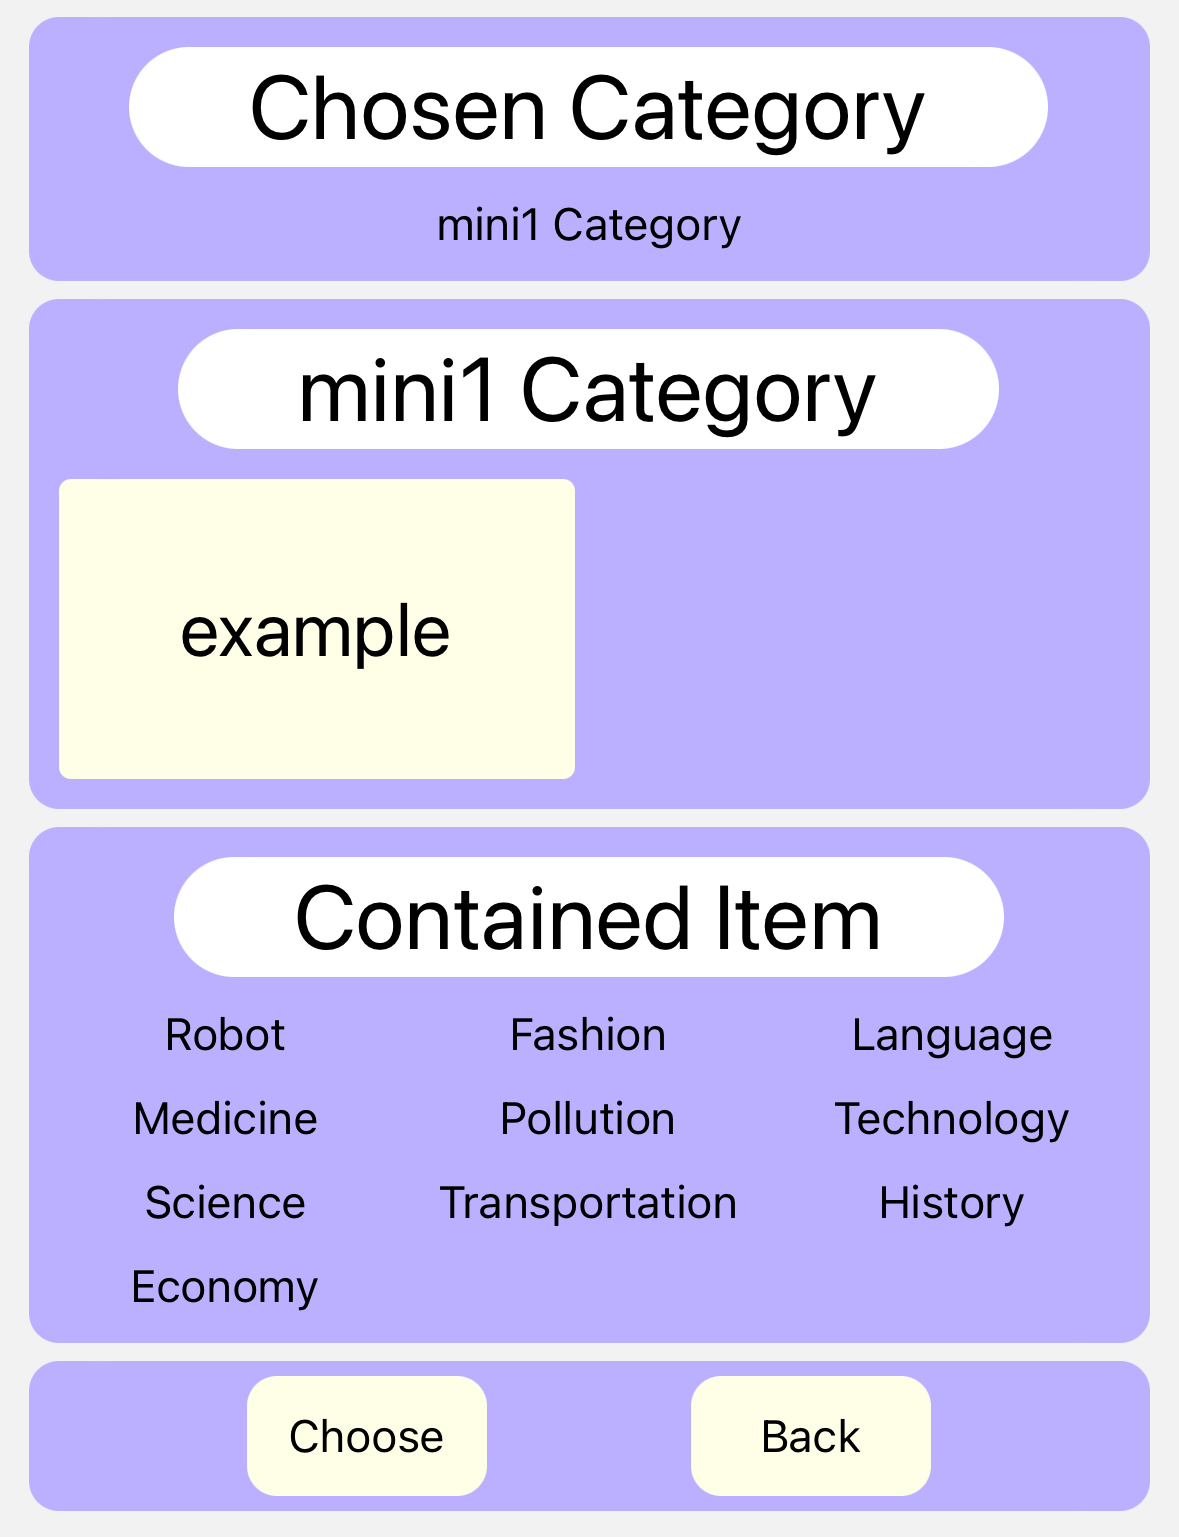 Chosen Category
mini1 Category
mini1 Category
example
Contained Item
Robot Fashion Language
Medicine Pollution Technology
Science Transportation History
Economy
Choose Back